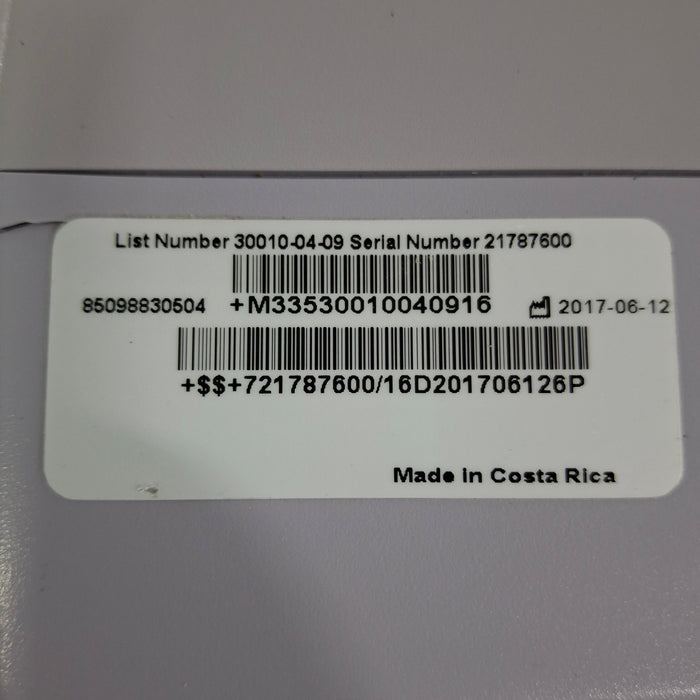 List Number 30010-04-09 Serial Number 21787600
85098830504 +M33530010040916 2017-06-12
+$$+721787600/16D201706126P
Made in Costa Rica